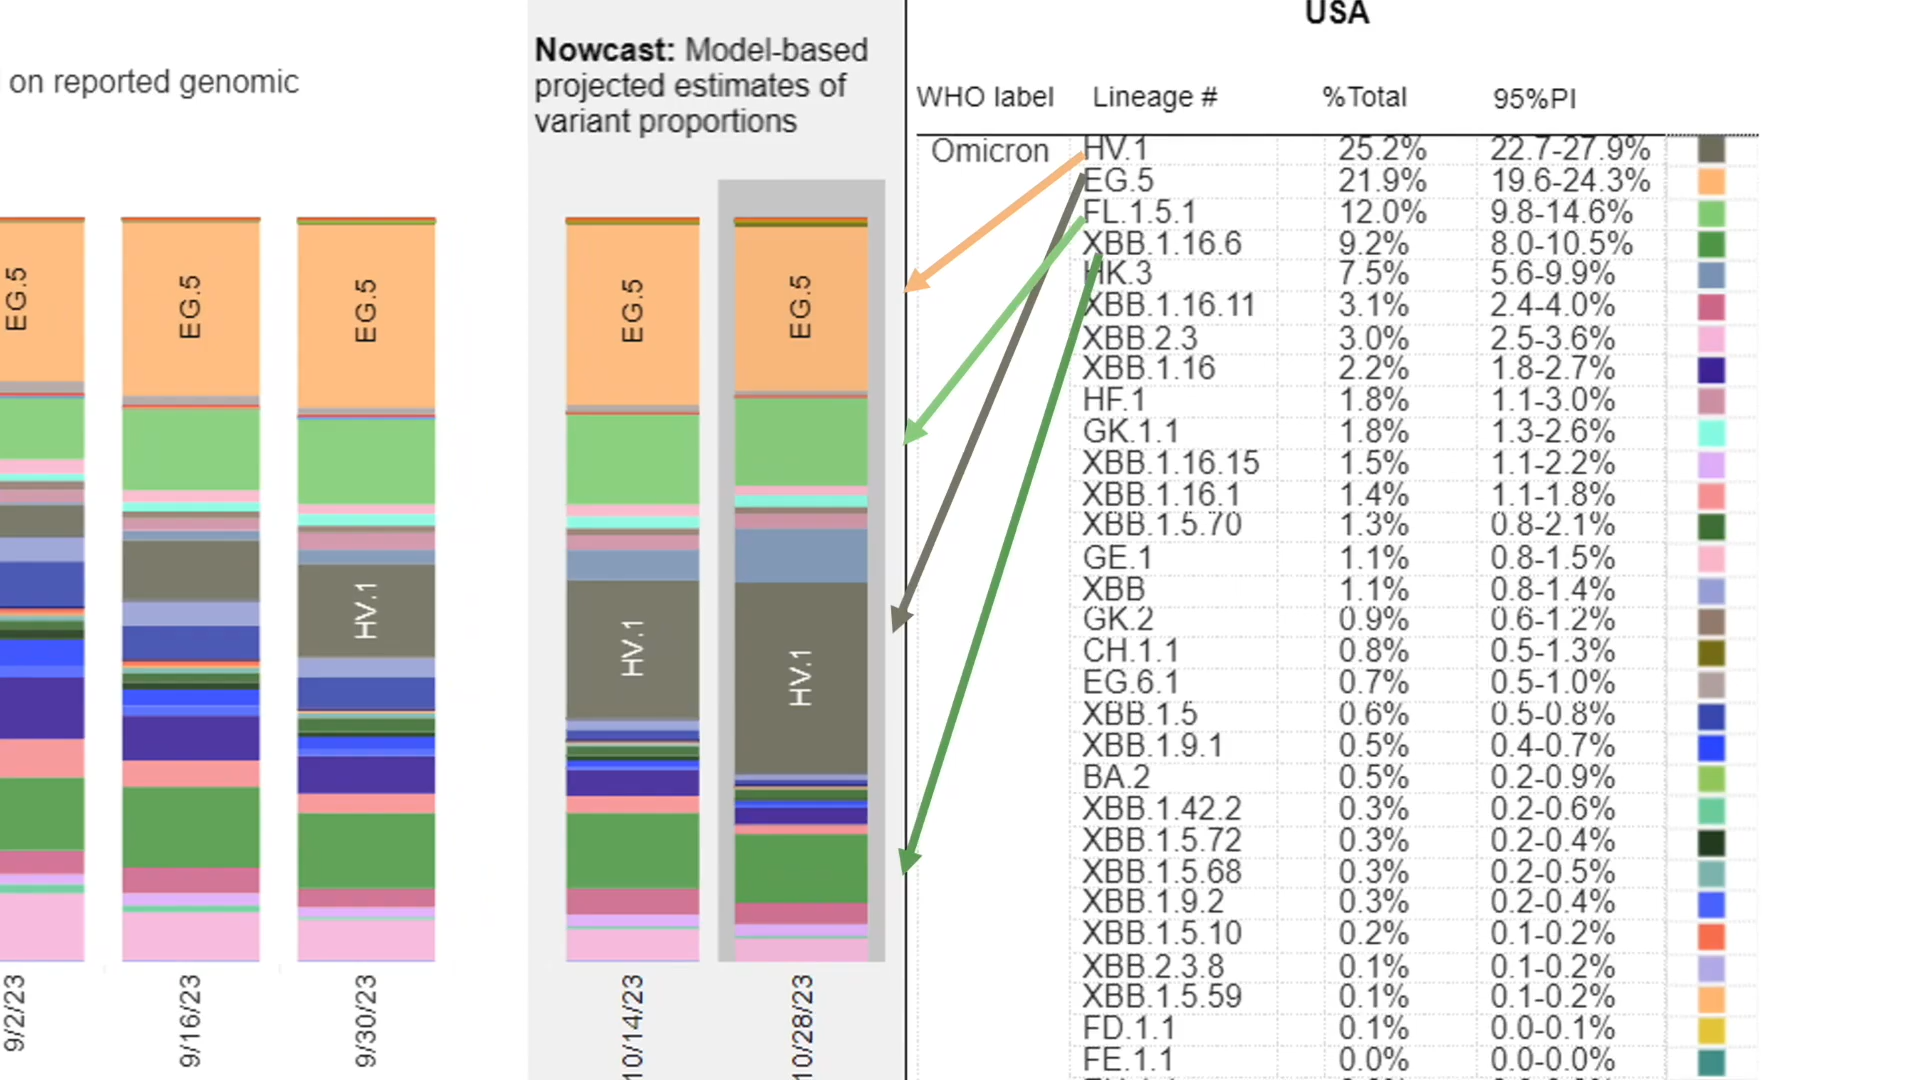 on reported genomic
Nowcast: Model-based
projected estimates of
variant proportions
EG.5
EG.5
EG.5
EG.5
EG.5
HV.1
HV.1
HV.1
9/2/23
9/16/23
9/30/23
10/14/23
10/28/23
USA
WHO label Lineage # %Total 95%PI
Omicron HV.1 25.2% 22.7-27.9%
EG.5 21.9% 19.6-24.3%
FL.1.5.1 12.0% 9.8-14.6%
XBB.1.16.6 9.2% 8.0-10.5%
HK.3 7.5% 5.6-9.9%
XBB.1.16.11 3.1% 2.4-4.0%
XBB.2.3 3.0% 2.5-3.6%
XBB.1.16 2.2% 1.8-2.7%
HF.1 1.8% 1.1-3.0%
GK.1.1 1.8% 1.3-2.6%
XBB.1.16.15 1.5% 1.1-2.2%
XBB.1.16.1 1.4% 1.1-1.8%
XBB.1.5.70 1.3% 0.8-2.1%
GE.1 1.1% 0.8-1.5%
XBB 1.1% 0.8-1.4%
GK.2 0.9% 0.6-1.2%
CH.1.1 0.8% 0.5-1.3%
EG.6.1 0.7% 0.5-1.0%
XBB.1.5 0.6% 0.5-0.8%
XBB.1.9.1 0.5% 0.4-0.7%
BA.2 0.5% 0.2-0.9%
XBB.1.42.2 0.3% 0.2-0.6%
XBB.1.5.72 0.3% 0.2-0.4%
XBB.1.5.68 0.3% 0.2-0.5%
XBB.1.9.2 0.3% 0.2-0.4%
XBB.1.5.10 0.2% 0.1-0.2%
XBB.2.3.8 0.1% 0.1-0.2%
XBB.1.5.59 0.1% 0.1-0.2%
FD.1.1 0.1% 0.0-0.1%
FE.1.1 0.0% 0.0-0.0%